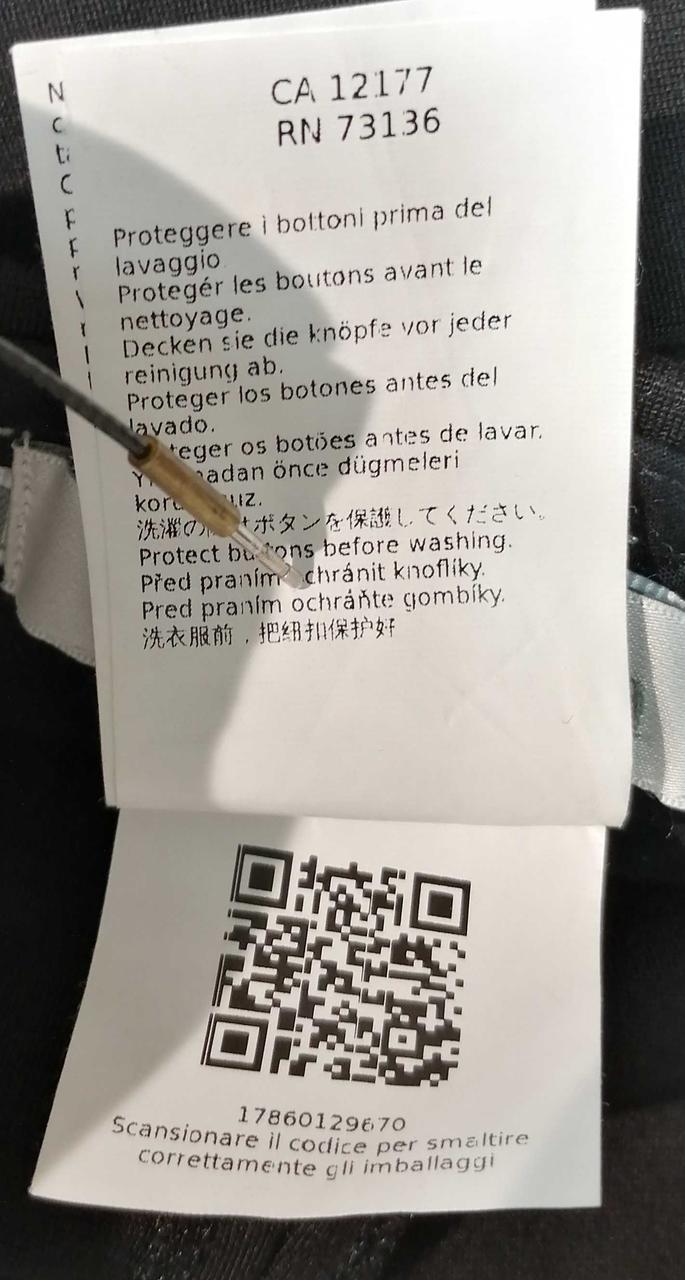 CA 12177
RN 73136
Proteggere i bottoni prima del
lavaggio
Protegér les boutons avant le
nettoyage.
Decken sie die knöpfe vor jeder
reinigung ab.
Proteger los botones antes del
lavado.
os botões antes de lavar.
önce dügmeleri
ボタンを保護してください。
Protect buttons before washing.
Před praním ochránit knoflíky.
Pred praním ochráňte gombíky.
洗衣服前，把纽扣保护好
17860129670
Scansionare il codice per smaltire
correttamente gli imballaggi